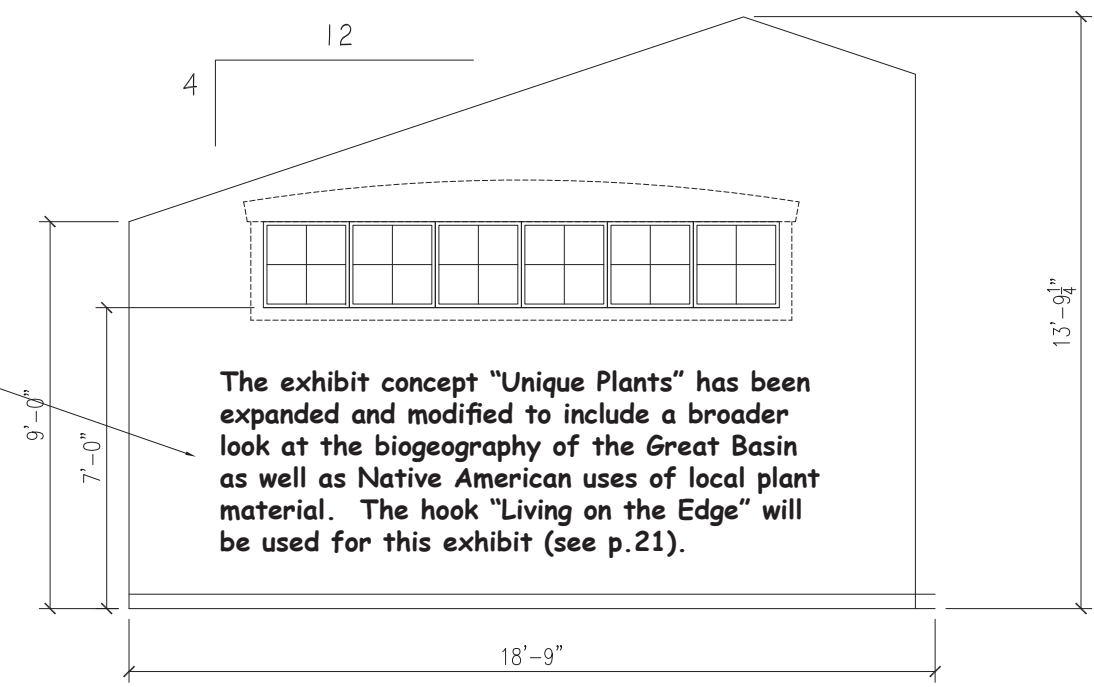 12
4
The exhibit concept “Unique Plants” has been
expanded and modified to include a broader
look at the biogeography of the Great Basin
as well as Native American uses of local plant
material.  The hook “Living on the Edge” will
be used for this exhibit (see p.21).
9'-0"
7'-0"
13'-9¼"
18'-9"